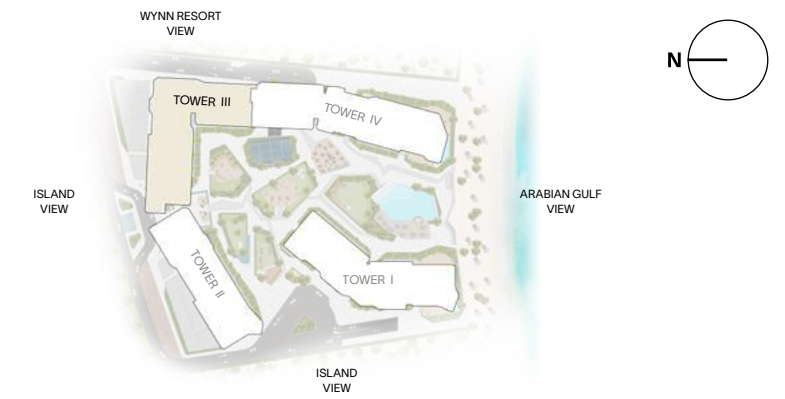 WYNN RESORT
VIEW
N
TOWER III
TOWER IV
ISLAND
VIEW
ARABIAN GULF
VIEW
TOWER II
TOWER I
ISLAND
VIEW